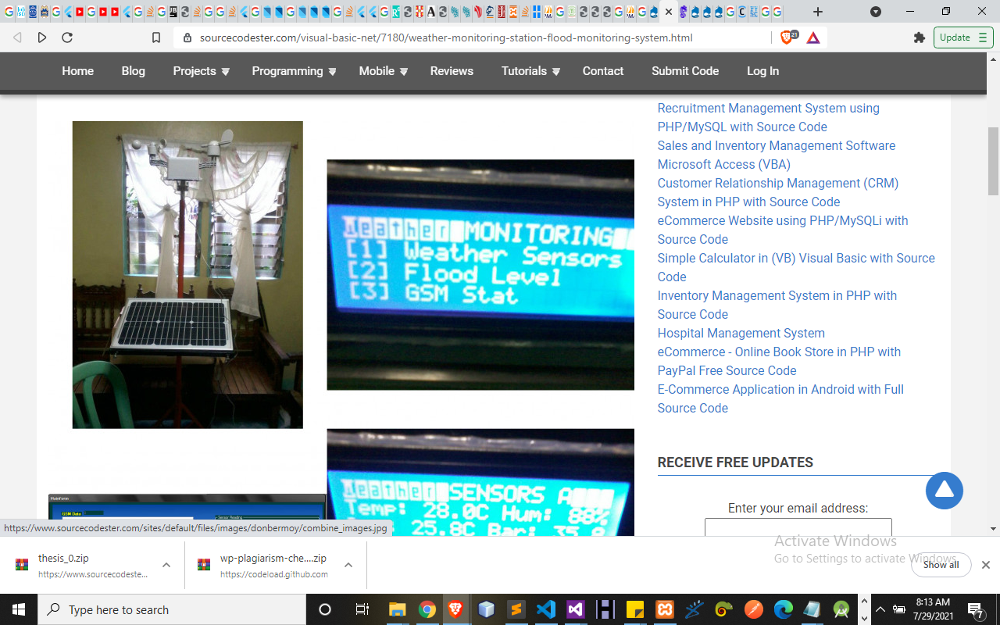 sourcecodester.com/visual-basic-net/7180/weather-monitoring-station-flood-monitoring-system.html
21
Update
Home
Blog
Projects
Programming
Mobile
Reviews
Tutorials
Contact
Submit Code
Log In
Weather MONITORING
[1] Weather Sensors
[2] Flood Level
[3] GSM Stat
Weather SENSORS A
Temp: 28.0C Hum: 88%
25.8C Bar:
MainForm
GSM Data
Sensor Reading
Recruitment Management System using
PHP/MySQL with Source Code
Sales and Inventory Management Software
Microsoft Access (VBA)
Customer Relationship Management (CRM)
System in PHP with Source Code
eCommerce Website using PHP/MySQLi with
Source Code
Simple Calculator in (VB) Visual Basic with Source
Code
Inventory Management System in PHP with
Source Code
Hospital Management System
eCommerce - Online Book Store in PHP with
PayPal Free Source Code
E-Commerce Application in Android with Full
Source Code
RECEIVE FREE UPDATES
Enter your email address:
https://www.sourcecodester.com/sites/default/files/images/donbermoy/combine_images.jpg
Activate Windows
Go to Settings to activate Windows.
thesis_0.zip
https://www.sourcecodeste...
wp-plagiarism-che....zip
https://codeload.github.com
Show all
Type here to search
8:13 AM
7/29/2021
7